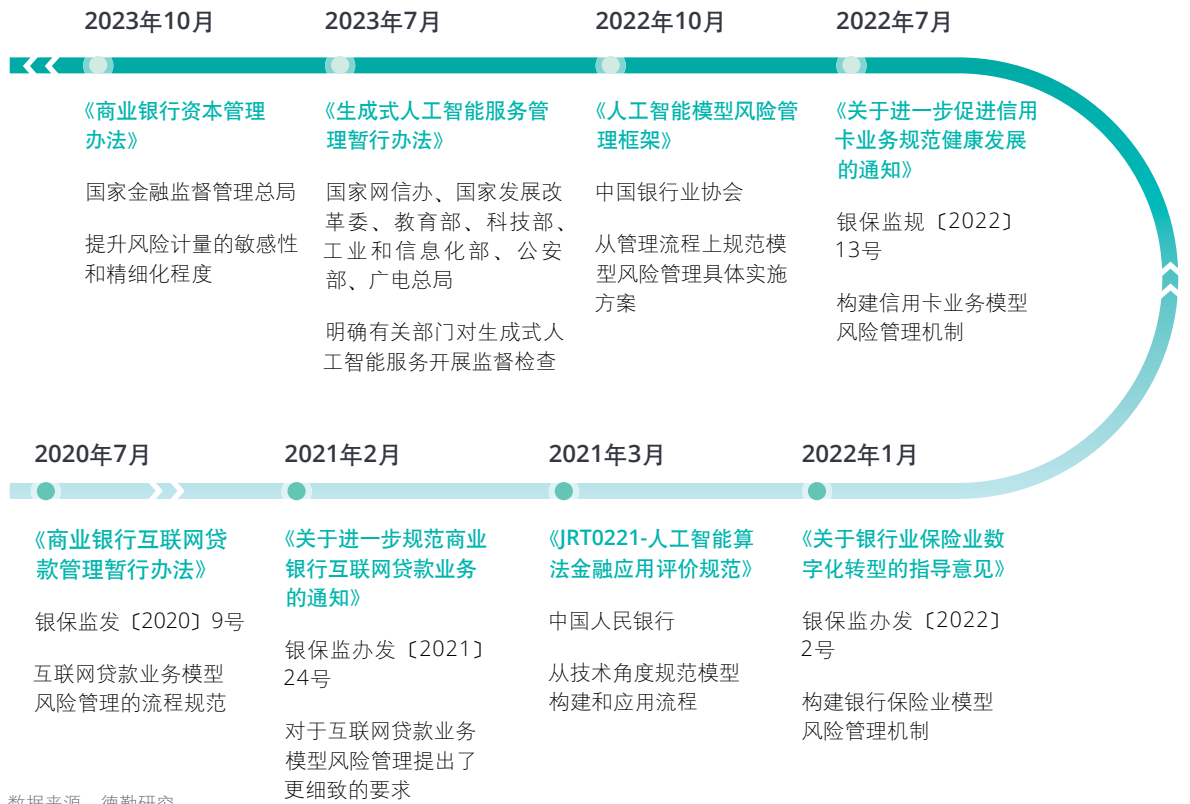 2023年10月
《商业银行资本管理
办法》
国家金融监督管理总局
提升风险计量的敏感性
和精细化程度
2023年7月
《生成式人工智能服务管
理暂行办法》
国家网信办、国家发展改
革委、教育部、科技部、
工业和信息化部、公安
部、广电总局
明确有关部门对生成式人
工智能服务开展监督检查
2022年10月
《人工智能模型风险管
理框架》
中国银行业协会
从管理流程上规范模
型风险管理具体实施
方案
2022年7月
《关于进一步促进信用
卡业务规范健康发展
的通知》
银保监规〔2022〕
13号
构建信用卡业务模型
风险管理机制
2020年7月
《商业银行互联网贷
款管理暂行办法》
银保监发〔2020〕9号
互联网贷款业务模型
风险管理的流程规范
2021年2月
《关于进一步规范商业
银行互联网贷款业务
的通知》
银保监办发〔2021〕
24号
对于互联网贷款业务
模型风险管理提出了
更细致的要求
2021年3月
《JRT0221-人工智能算
法金融应用评价规范》
中国人民银行
从技术角度规范模型
构建和应用流程
2022年1月
《关于银行业保险业数
字化转型的指导意见》
银保监办发〔2022〕
2号
构建银行保险业模型
风险管理机制
数据来源 德勤研究